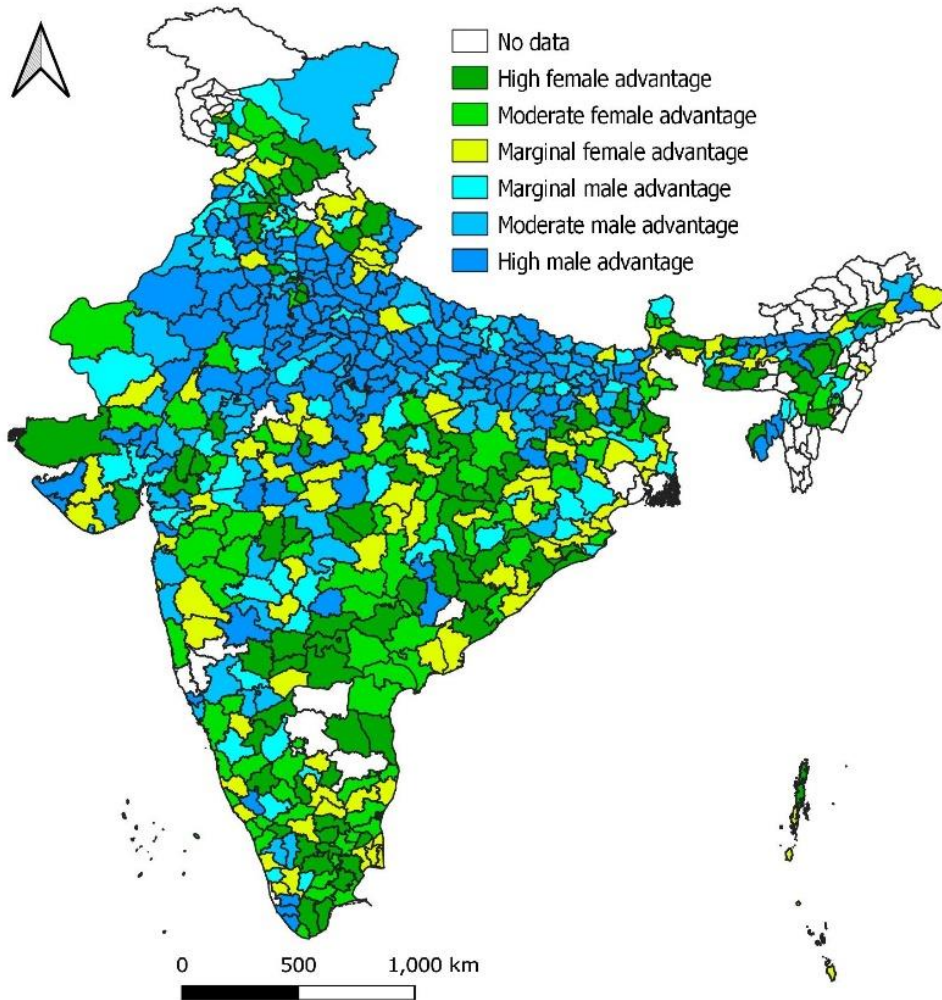 No data
High female advantage
Moderate female advantage
Marginal female advantage
Marginal male advantage
Moderate male advantage
High male advantage
0 500 1,000 km